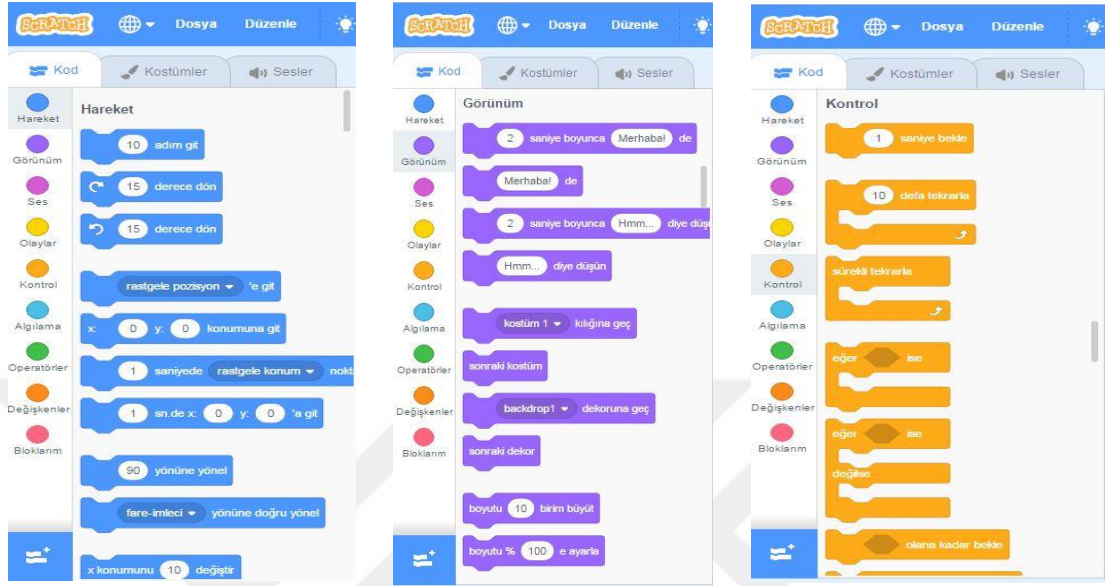 SCRATCH Dosya Düzenle
Kod Kostümler Sesler
Hareket
Görünüm
Ses
Olaylar
Kontrol
Algılama
Operatörler
Değişkenler
Bloklarım
Hareket
10 adım git
15 derece dön
15 derece dön
rastgele pozisyon 'e git
x: 0 y: 0 konumuna git
1 saniyede rastgele konum nokt
1 sn.de x: 0 y: 0 'a git
90 yönüne yönel
fare-imleci yönüne doğru yönel
x konumunu 10 değiştir
SCRATCH Dosya Düzenle
Kod Kostümler Sesler
Hareket
Görünüm
Ses
Olaylar
Kontrol
Algılama
Operatörler
Değişkenler
Bloklarım
Görünüm
2 saniye boyunca Merhaba! de
Merhaba! de
2 saniye boyunca Hmm... diye düşü
Hmm... diye düşün
kostüm 1 kılığına geç
sonraki kostüm
backdrop1 dekoruna geç
sonraki dekor
boyutu 10 birim büyüt
boyutu % 100 e ayarla
SCRATCH Dosya Düzenle
Kod Kostümler Sesler
Hareket
Görünüm
Ses
Olaylar
Kontrol
Algılama
Operatörler
Değişkenler
Bloklarım
Kontrol
1 saniye bekle
10 defa tekrarla
sürekli tekrarla
eğer ise
eğer ise
değilse
olana kadar bekle